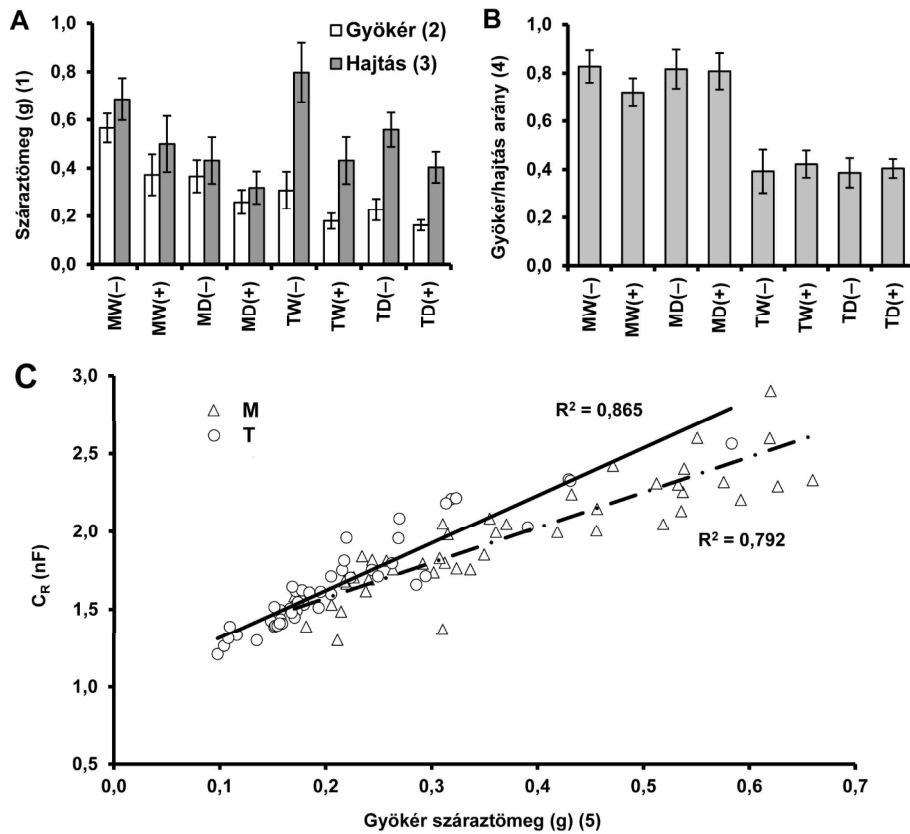 A
Száraztömeg (g) (1)
1,0
0,8
0,6
0,4
0,2
0,0
Gyökér (2)
Hajtás (3)
MW(–)
MW(+)
MD(–)
MD(+)
TW(–)
TW(+)
TD(–)
TD(+)
B
Gyökér/hajtás arány (4)
1,0
0,8
0,6
0,4
0,2
0,0
MW(–)
MW(+)
MD(–)
MD(+)
TW(–)
TW(+)
TD(–)
TD(+)
C
C_R (nF)
3,0
2,5
2,0
1,5
1,0
0,5
M
T
R² = 0,865
R² = 0,792
0,0 0,1 0,2 0,3 0,4 0,5 0,6 0,7
Gyökér száraztömeg (g) (5)